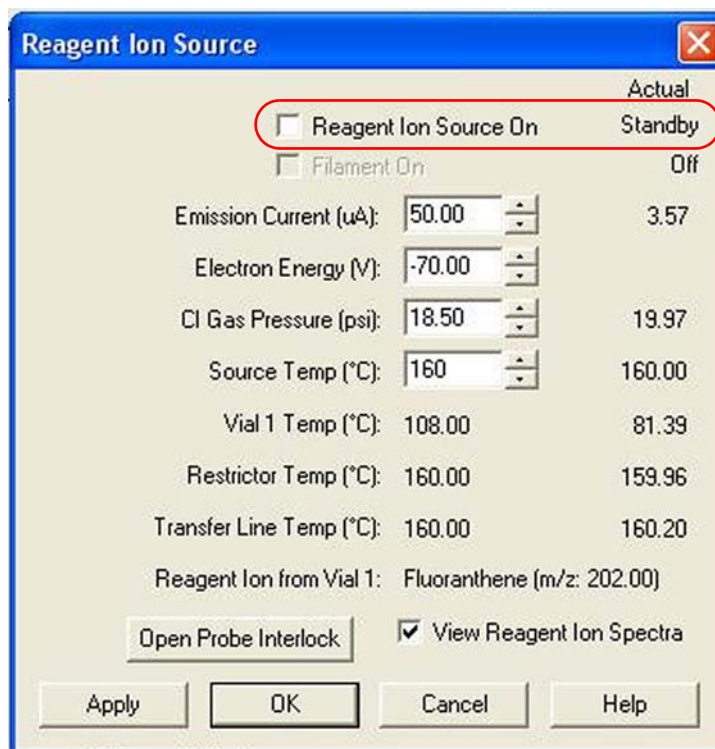 Reagent Ion Source
Actual
Reagent Ion Source On Standby
Filament On Off
Emission Current (uA): 50.00 3.57
Electron Energy (V): -70.00
CI Gas Pressure (psi): 18.50 19.97
Source Temp (°C): 160 160.00
Vial 1 Temp (°C): 108.00 81.39
Restrictor Temp (°C): 160.00 159.96
Transfer Line Temp (°C): 160.00 160.20
Reagent Ion from Vial 1: Fluoranthene (m/z: 202.00)
Open Probe Interlock View Reagent Ion Spectra
Apply OK Cancel Help